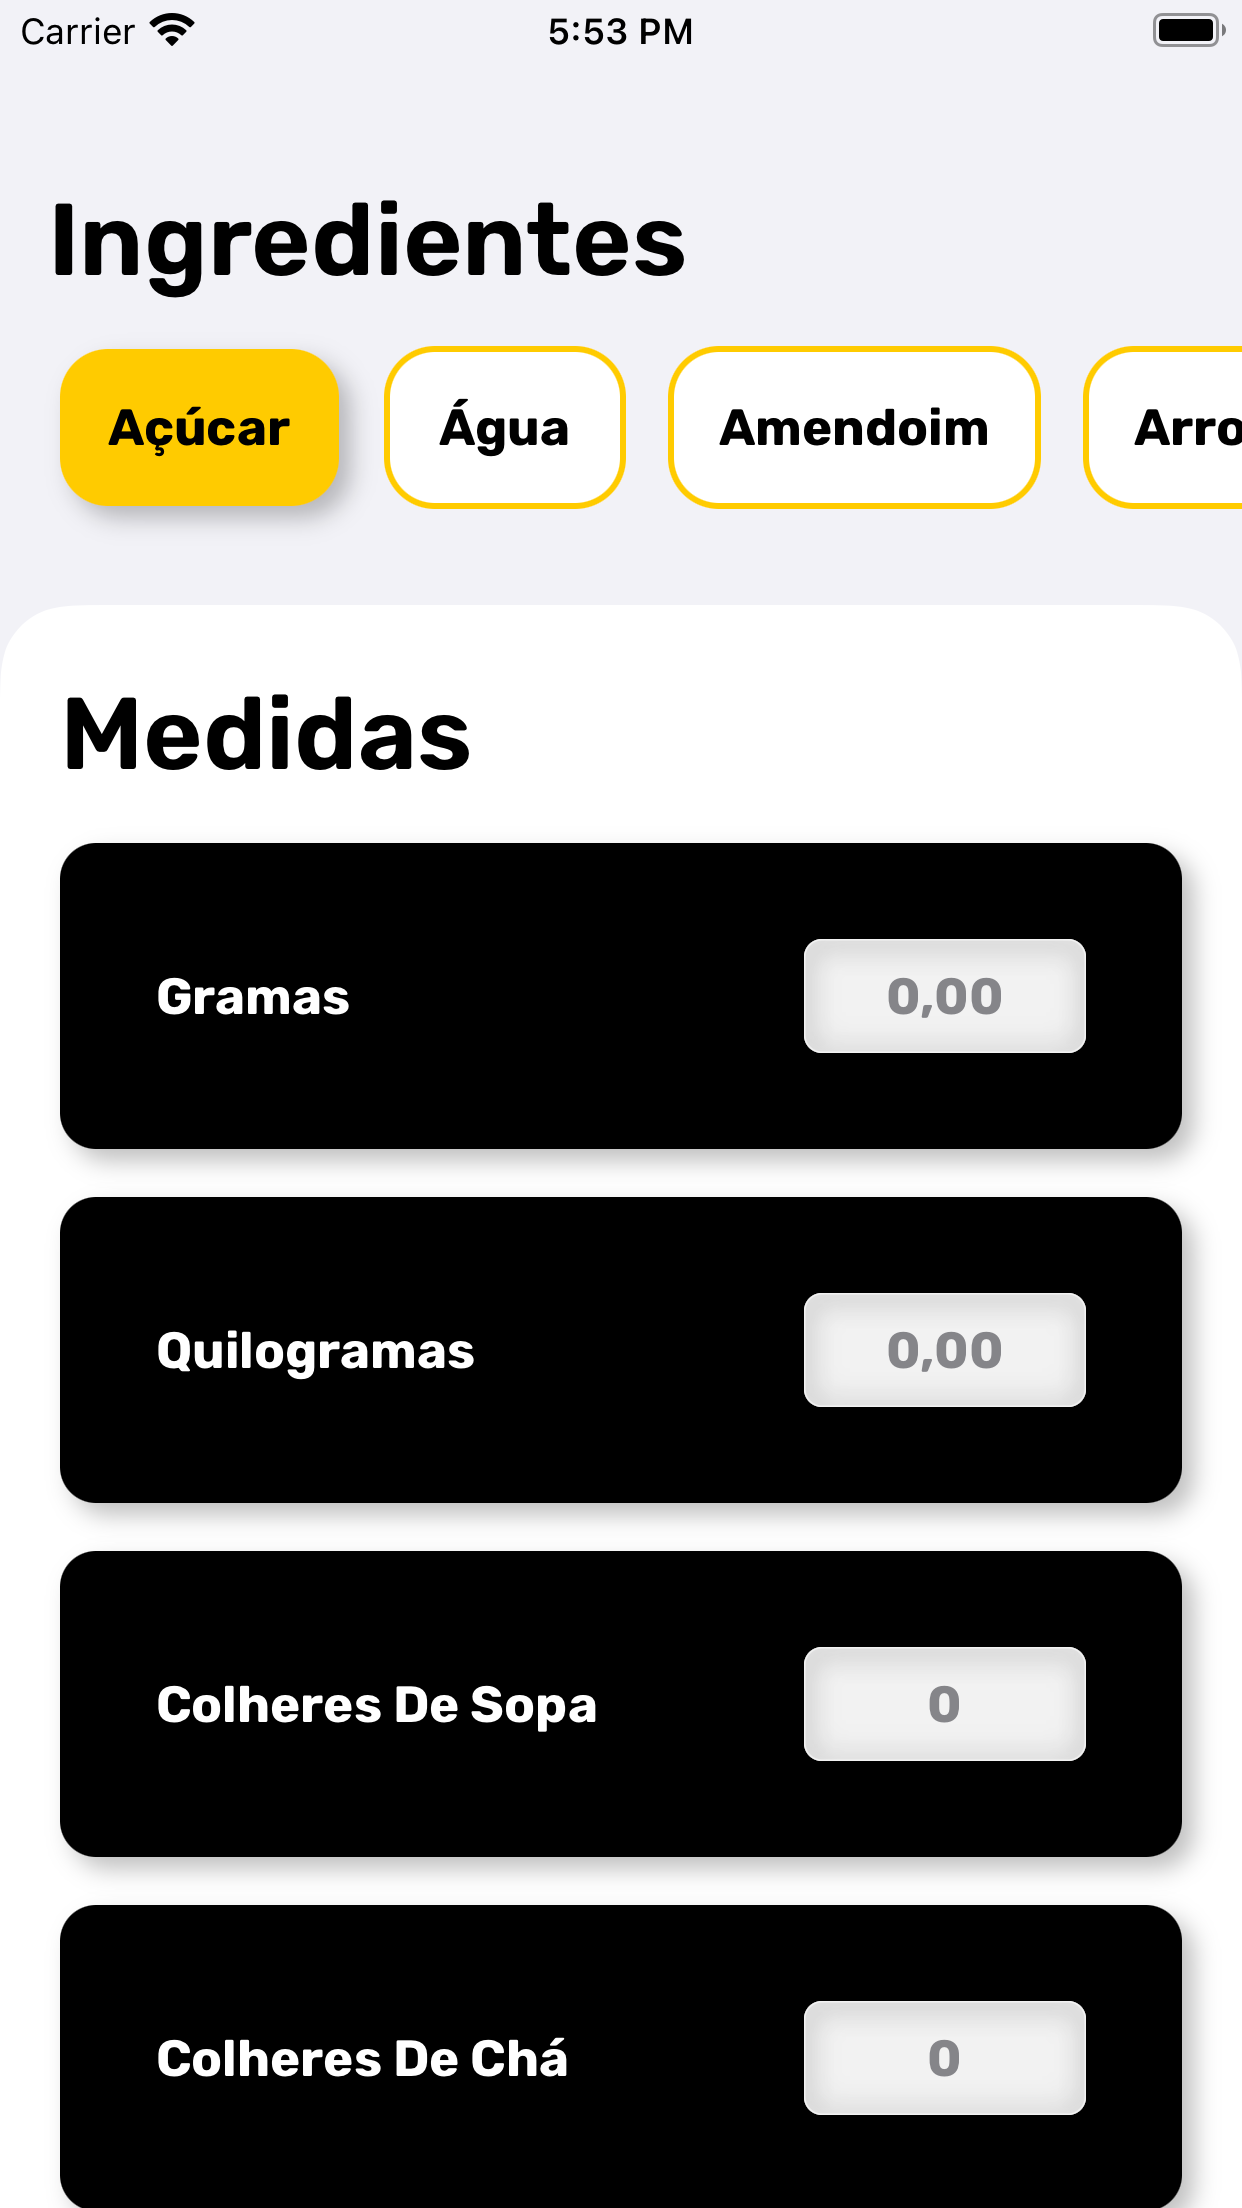 Carrier 5:53 PM
Ingredientes
Açúcar Água Amendoim Arro
Medidas
Gramas 0,00
Quilogramas 0,00
Colheres De Sopa 0
Colheres De Chá 0